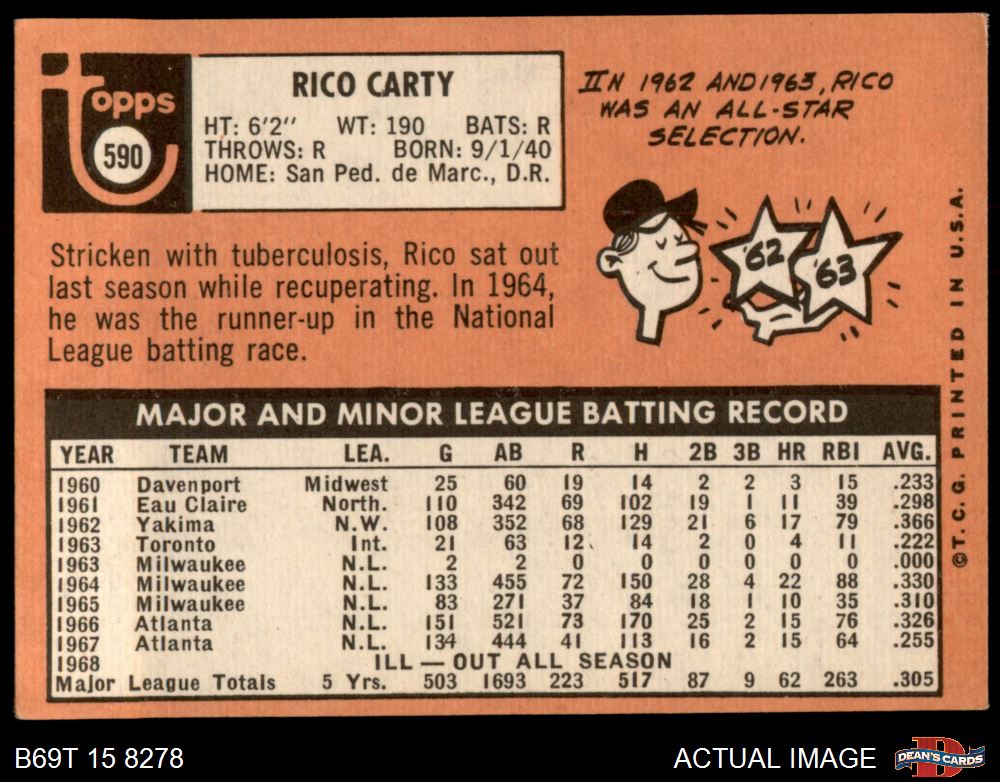 Topps
590
RICO CARTY
HT: 6'2" WT: 190 BATS: R
THROWS: R BORN: 9/1/40
HOME: San Ped. de Marc., D.R.
IN 1962 AND 1963, RICO
WAS AN ALL-STAR
SELECTION.
'62
'63
Stricken with tuberculosis, Rico sat out
last season while recuperating. In 1964,
he was the runner-up in the National
League batting race.
MAJOR AND MINOR LEAGUE BATTING RECORD
YEAR TEAM LEA. G AB R H 2B 3B HR RBI AVG.
1960 Davenport Midwest 25 60 19 14 2 2 3 15 .233
1961 Eau Claire North. 110 342 69 102 19 1 11 39 .298
1962 Yakima N.W. 108 352 68 129 21 6 17 79 .366
1963 Toronto Int. 21 63 12 14 2 0 4 11 .222
1963 Milwaukee N.L. 2 2 0 0 0 0 0 0 .000
1964 Milwaukee N.L. 133 455 72 150 28 4 22 88 .330
1965 Milwaukee N.L. 83 271 37 84 18 1 10 35 .310
1966 Atlanta N.L. 151 521 73 170 25 2 15 76 .326
1967 Atlanta N.L. 134 444 41 113 16 2 15 64 .255
1968 ILL — OUT ALL SEASON
Major League Totals 5 Yrs. 503 1693 223 517 87 9 62 263 .305
©T.C.G. PRINTED IN U.S.A.
B69T 15 8278
ACTUAL IMAGE
D
DEAN'S CARDS